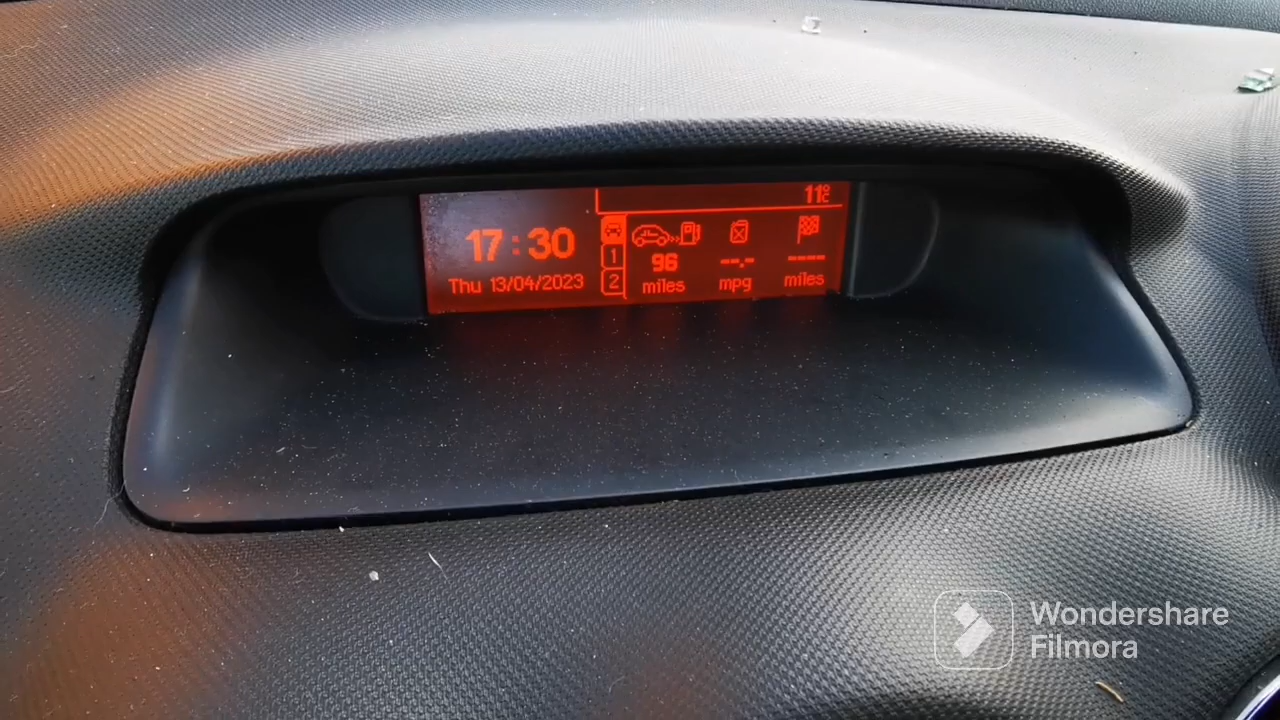 11°C
17:30
Thu 13/04/2023
1
2
96
miles
--.-
mpg
----
miles
Wondershare
Filmora